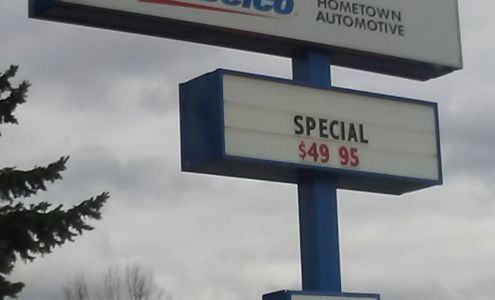 HOMETOWN
AUTOMOTIVE
SPECIAL
$49 95